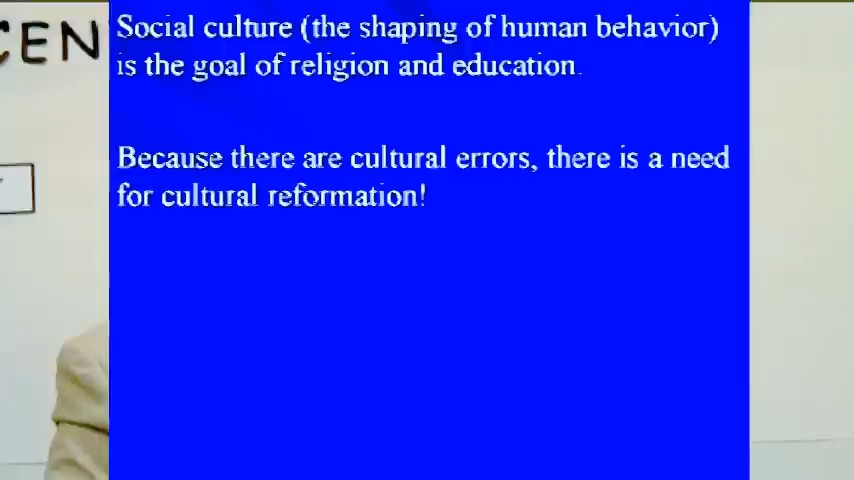 CEN
Social culture (the shaping of human behavior)
is the goal of religion and education.
Because there are cultural errors, there is a need
for cultural reformation!